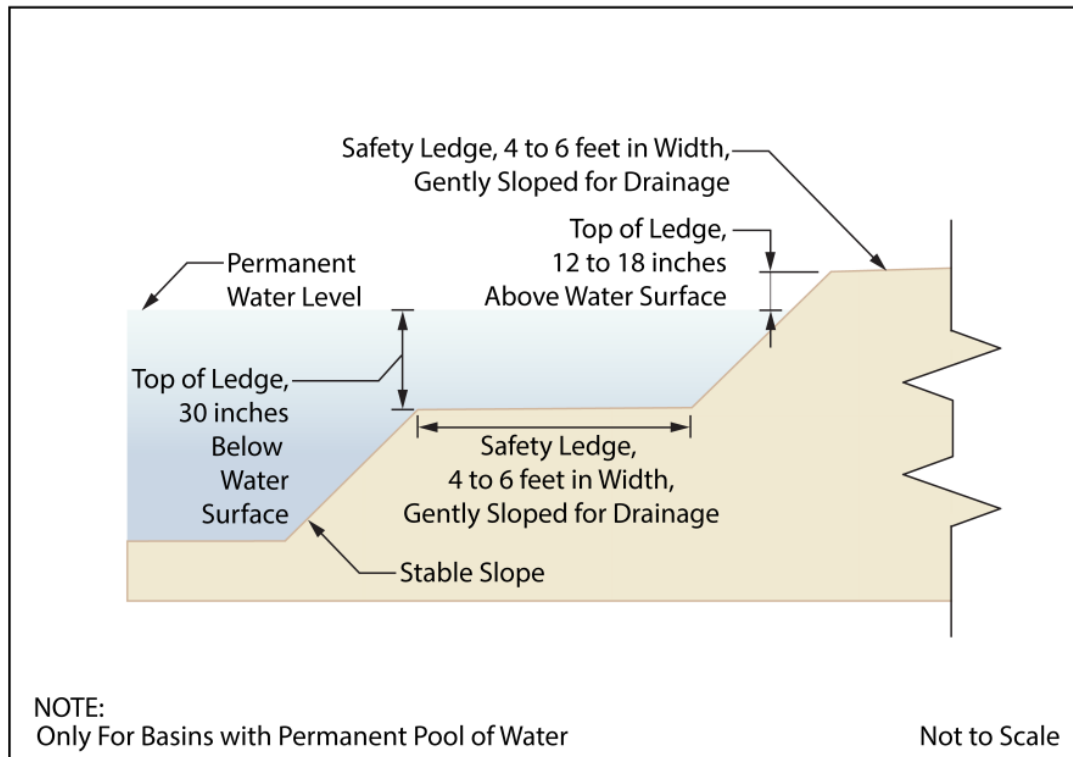 Safety Ledge, 4 to 6 feet in Width,
Gently Sloped for Drainage
Top of Ledge,
12 to 18 inches
Above Water Surface
Permanent
Water Level
Top of Ledge,
30 inches
Below
Water
Surface
Safety Ledge,
4 to 6 feet in Width,
Gently Sloped for Drainage
Stable Slope
NOTE:
Only For Basins with Permanent Pool of Water
Not to Scale